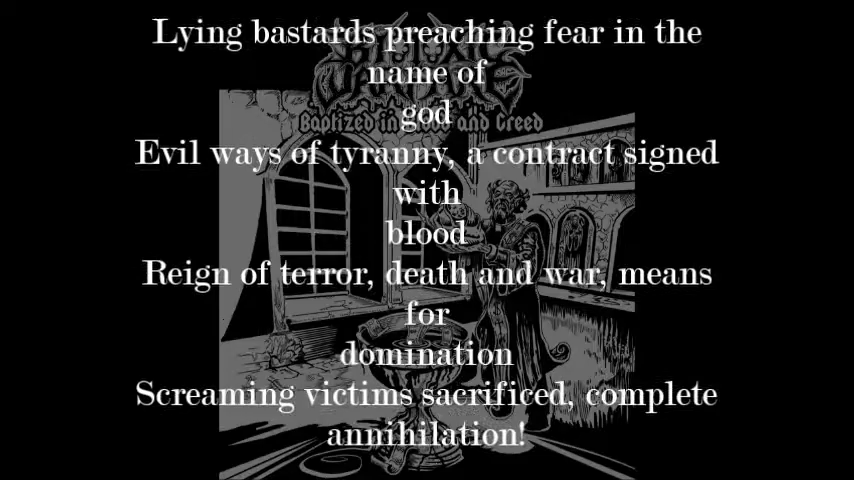 Lying bastards preaching fear in the
name of
god
Baptized in Blood and Greed
Evil ways of tyranny, a contract signed
with
blood
Reign of terror, death and war, means
for
domination
Screaming victims sacrificed, complete
annihilation!